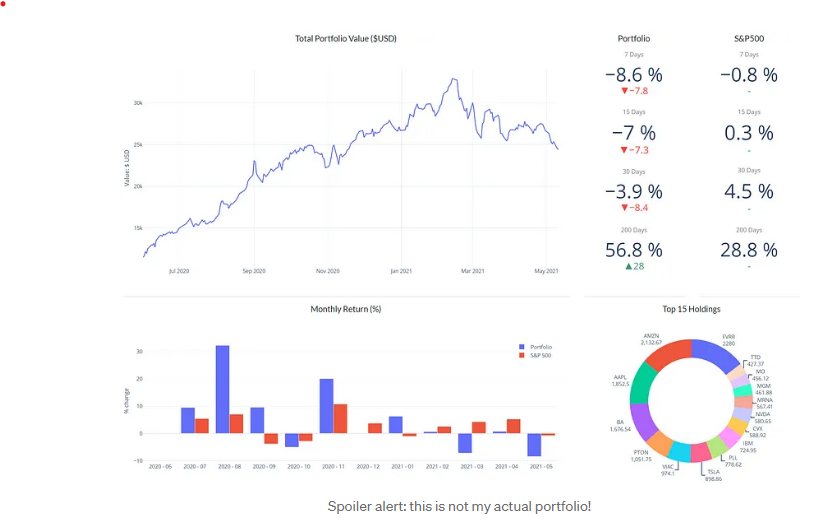 Total Portfolio Value ($USD)
Value: $ USD
30k
25k
20k
15k
Jul 2020
Sep 2020
Nov 2020
Jan 2021
Mar 2021
May 2021
Portfolio
S&P500
7 Days
7 Days
−8.6 %
−0.8 %
▼−7.8
-
15 Days
15 Days
−7 %
0.3 %
▼−7.3
-
30 Days
30 Days
−3.9 %
4.5 %
▼−8.4
-
200 Days
200 Days
56.8 %
28.8 %
▲28
-
Monthly Return (%)
% change
30
20
10
0
−10
Portfolio
S&P 500
2020 - 05
2020 - 07
2020 - 08
2020 - 09
2020 - 10
2020 - 11
2020 - 12
2021 - 01
2021 - 02
2021 - 03
2021 - 04
2021 - 05
Top 15 Holdings
FVRR
2280
TTD
427.37
MO
456.12
MGM
461.88
MRNA
567.41
NVDA
580.65
CVX
588.92
IBM
724.95
PLL
778.62
TSLA
898.86
VIAC
974.1
PTON
1,051.75
BA
1,676.54
AAPL
1,852.5
AMZN
2,132.67
Spoiler alert: this is not my actual portfolio!